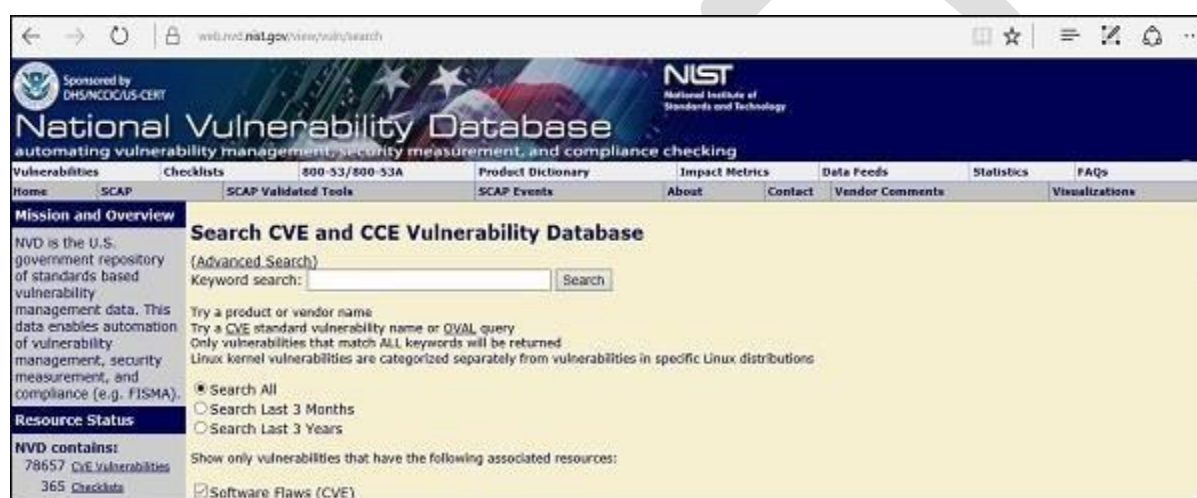 web.nvd.nist.gov/view/vuln/search
Sponsored by
DHS/NCCIC/US-CERT
NIST
National Institute of
Standards and Technology
National Vulnerability Database
automating vulnerability management, security measurement, and compliance checking
Vulnerabilities Checklists 800-53/800-53A Product Dictionary Impact Metrics Data Feeds Statistics FAQs
Home SCAP SCAP Validated Tools SCAP Events About Contact Vendor Comments Visualizations
Mission and Overview
NVD is the U.S.
government repository
of standards based
vulnerability
management data. This
data enables automation
of vulnerability
management, security
measurement, and
compliance (e.g. FISMA).
Resource Status
NVD contains:
78657 CVE Vulnerabilities
365 Checklists
Search CVE and CCE Vulnerability Database
(Advanced Search)
Keyword search: Search
Try a product or vendor name
Try a CVE standard vulnerability name or OVAL query
Only vulnerabilities that match ALL keywords will be returned
Linux kernel vulnerabilities are categorized separately from vulnerabilities in specific Linux distributions
Search All
Search Last 3 Months
Search Last 3 Years
Show only vulnerabilities that have the following associated resources:
Software Flaws (CVE)